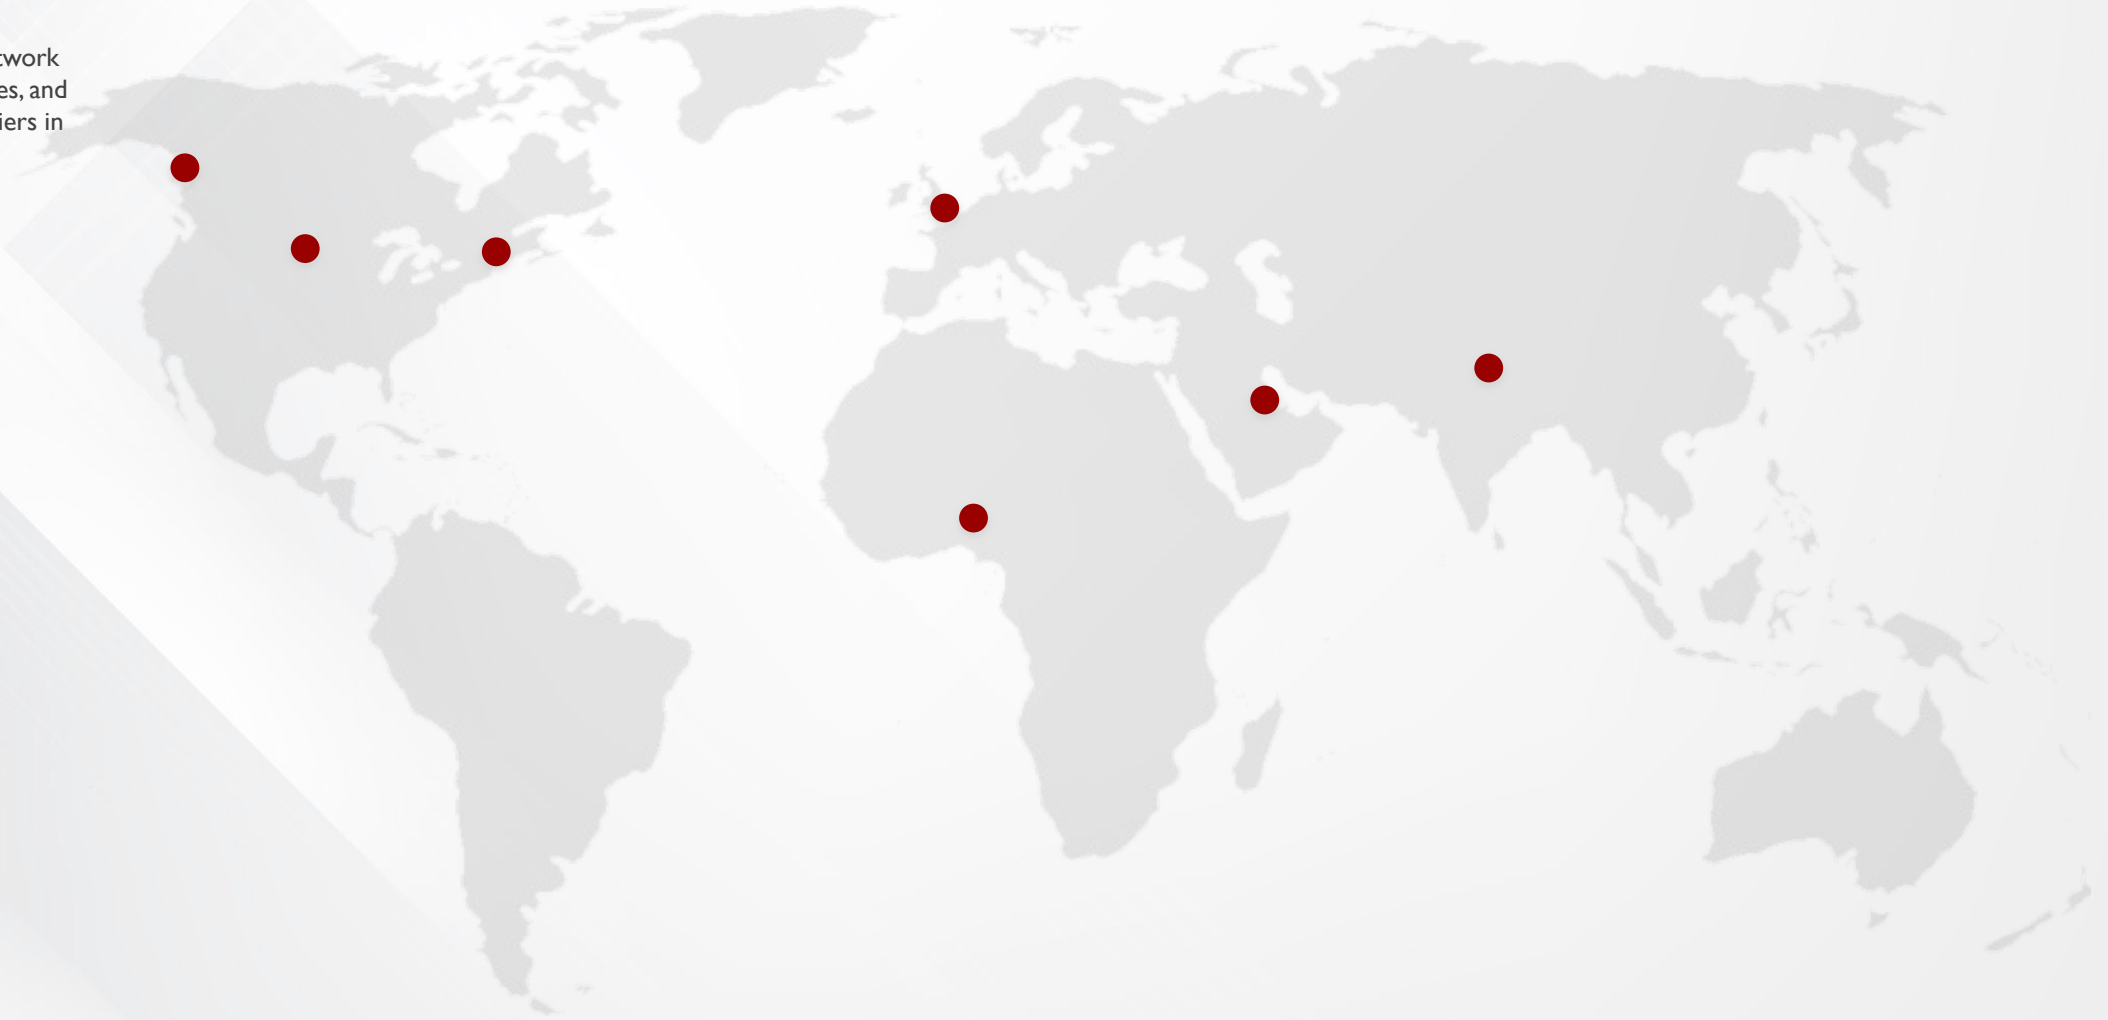 twork
es, and
iers in